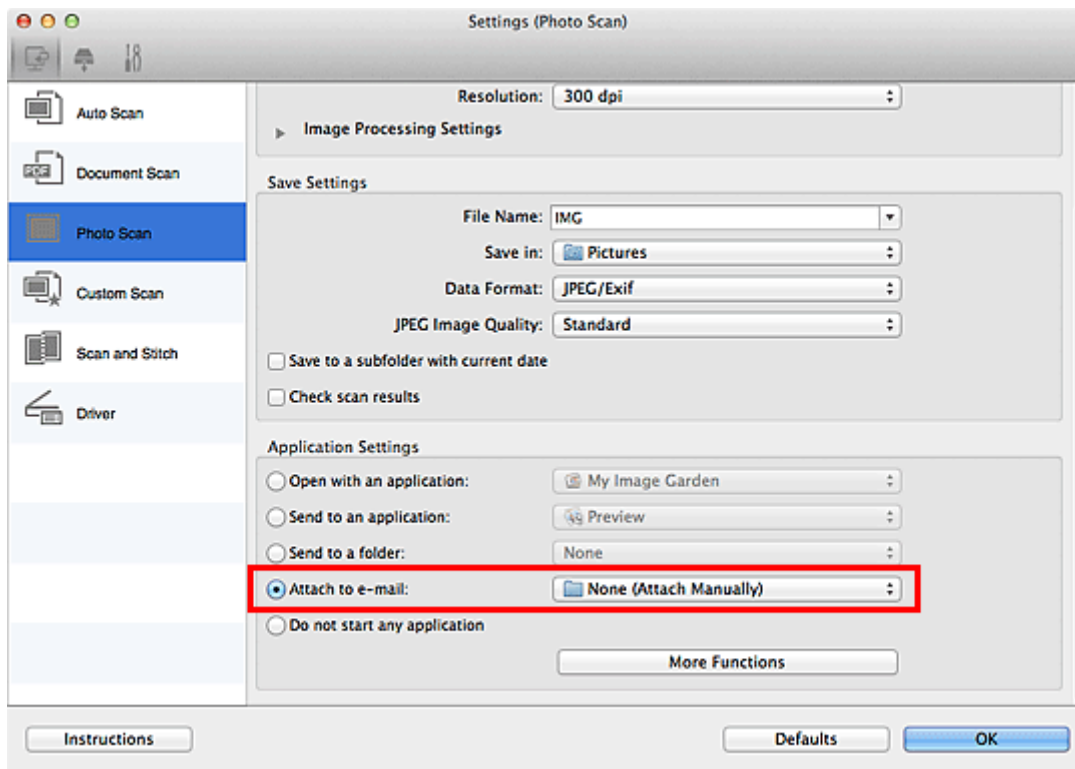 Settings (Photo Scan)
Auto Scan
PDF
Document Scan
Photo Scan
Custom Scan
Scan and Stitch
Driver
Resolution: 300 dpi
Image Processing Settings
Save Settings
File Name: IMG
Save in: Pictures
Data Format: JPEG/Exif
JPEG Image Quality: Standard
Save to a subfolder with current date
Check scan results
Application Settings
Open with an application: My Image Garden
Send to an application: Preview
Send to a folder: None
Attach to e-mail: None (Attach Manually)
Do not start any application
More Functions
Instructions Defaults OK